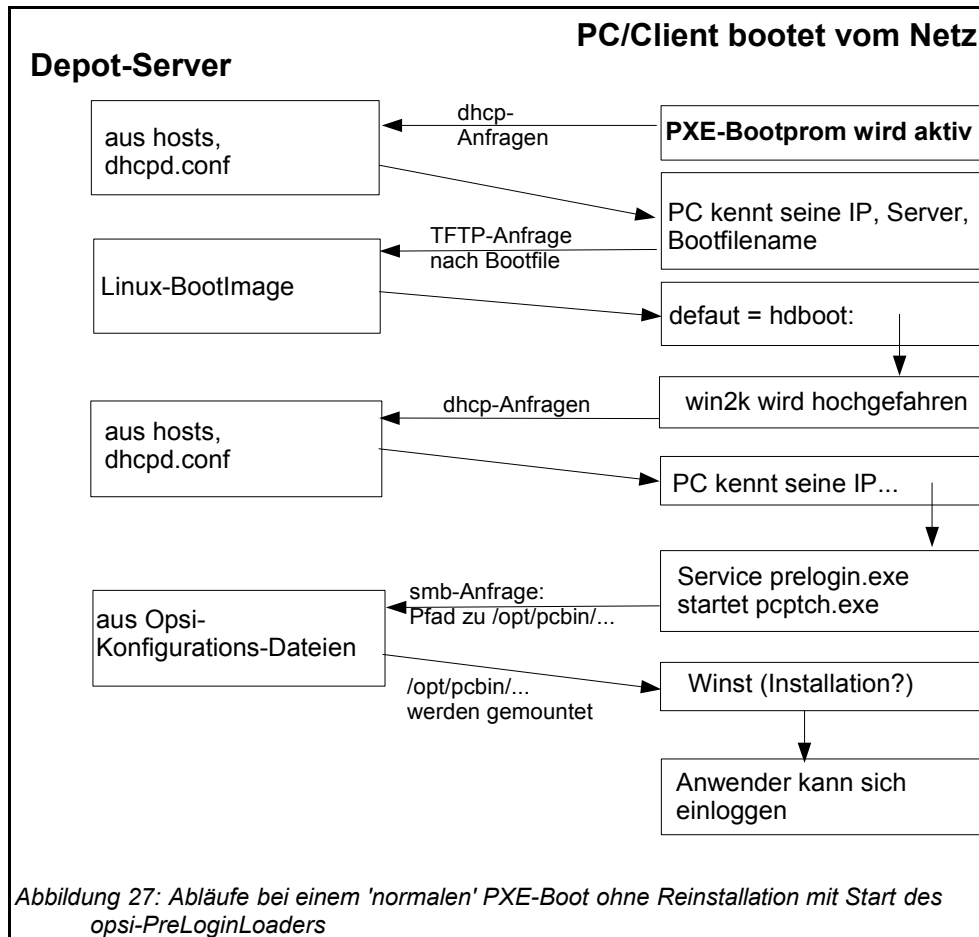 PC/Client bootet vom Netz
Depot-Server
dhcp-
Anfragen
aus hosts,
dhcpd.conf
PXE-Bootprom wird aktiv
PC kennt seine IP, Server,
Bootfilename
TFTP-Anfrage
nach Bootfile
Linux-BootImage
defaut = hdboot:
win2k wird hochgefahren
dhcp-Anfragen
aus hosts,
dhcpd.conf
PC kennt seine IP...
Service prelogin.exe
startet pcptch.exe
smb-Anfrage:
Pfad zu /opt/pcbin/...
aus Opsi-
Konfigurations-Dateien
/opt/pcbin/...
werden gemountet
Winst (Installation?)
Anwender kann sich
einloggen
Abbildung 27: Abläufe bei einem 'normalen' PXE-Boot ohne Reinstallation mit Start des
opsi-PreLoginLoaders